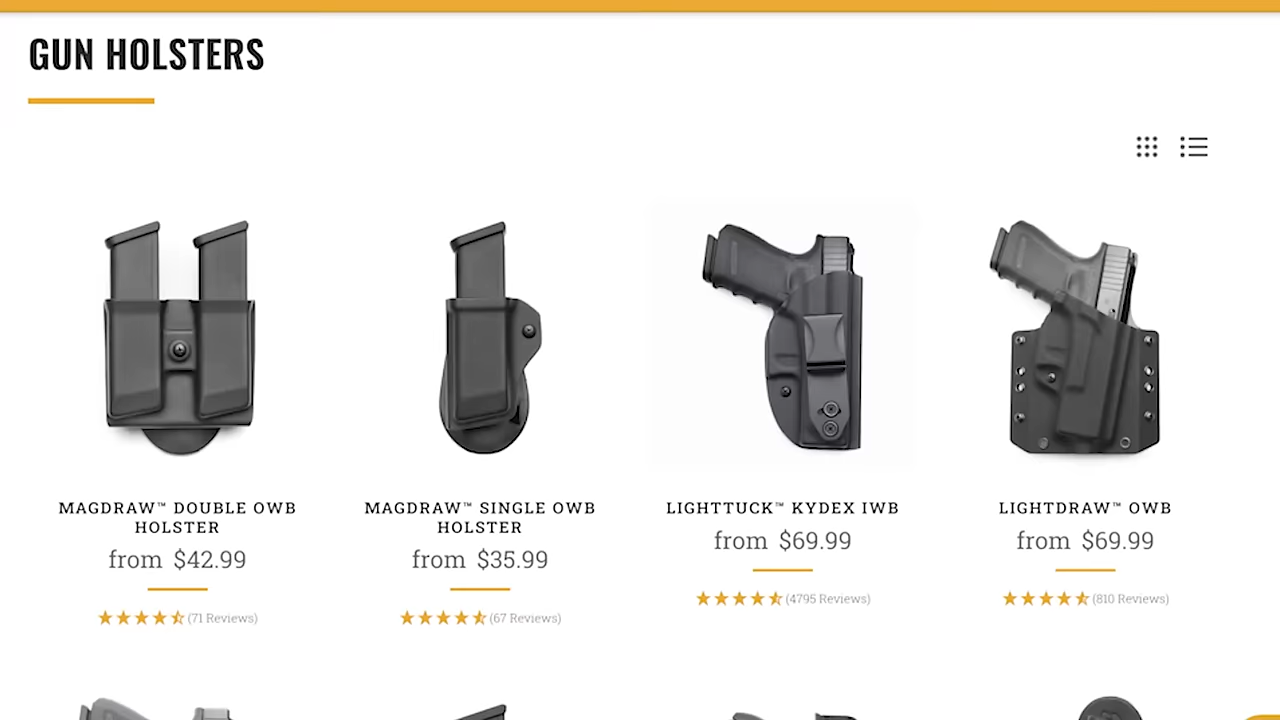 GUN HOLSTERS
MAGDRAW™ DOUBLE OWB
HOLSTER
from $42.99
(71 Reviews)
MAGDRAW™ SINGLE OWB
HOLSTER
from $35.99
(67 Reviews)
LIGHTTUCK™ KYDEX IWB
from $69.99
(4795 Reviews)
LIGHTDRAW™ OWB
from $69.99
(810 Reviews)